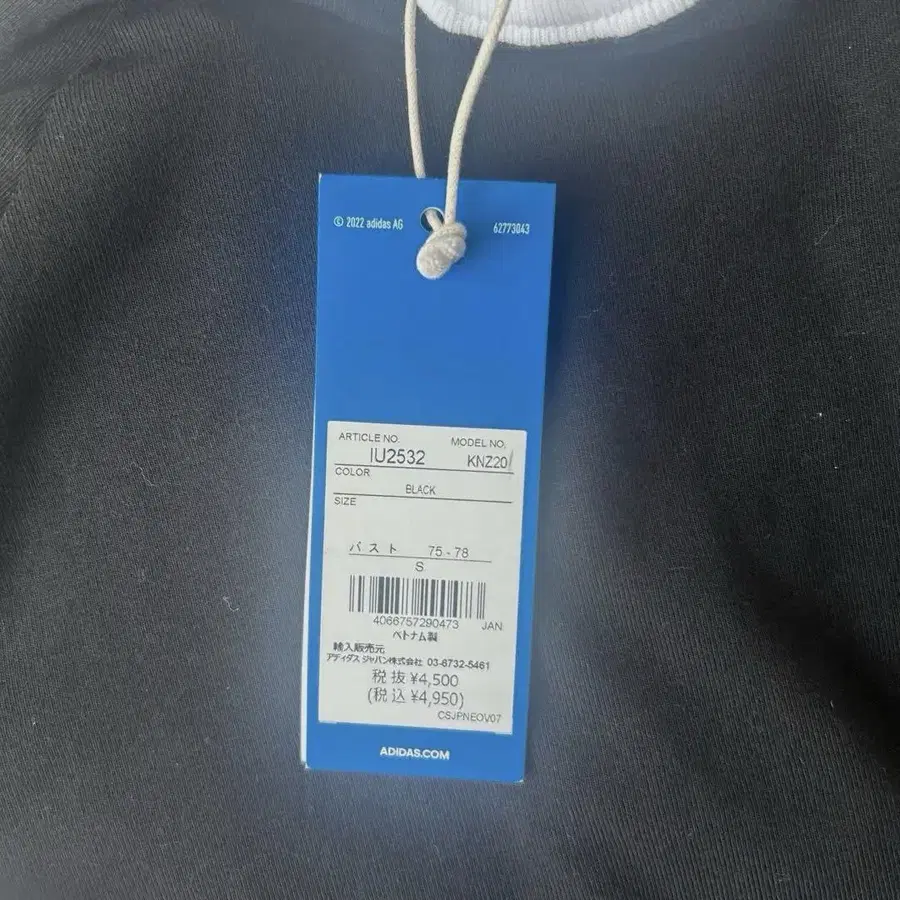 © 2022 adidas AG 62773043
ARTICLE NO. MODEL NO.
IU2532 KNZ20
COLOR
BLACK
SIZE
バスト 75-78
S
4066757290473 JAN
ベトナム製
輸入販売元
アディダス ジャパン株式会社 03-6732-5461
税抜 ¥4,500
(税込 ¥4,950)
CSJPNEOV07
ADIDAS.COM